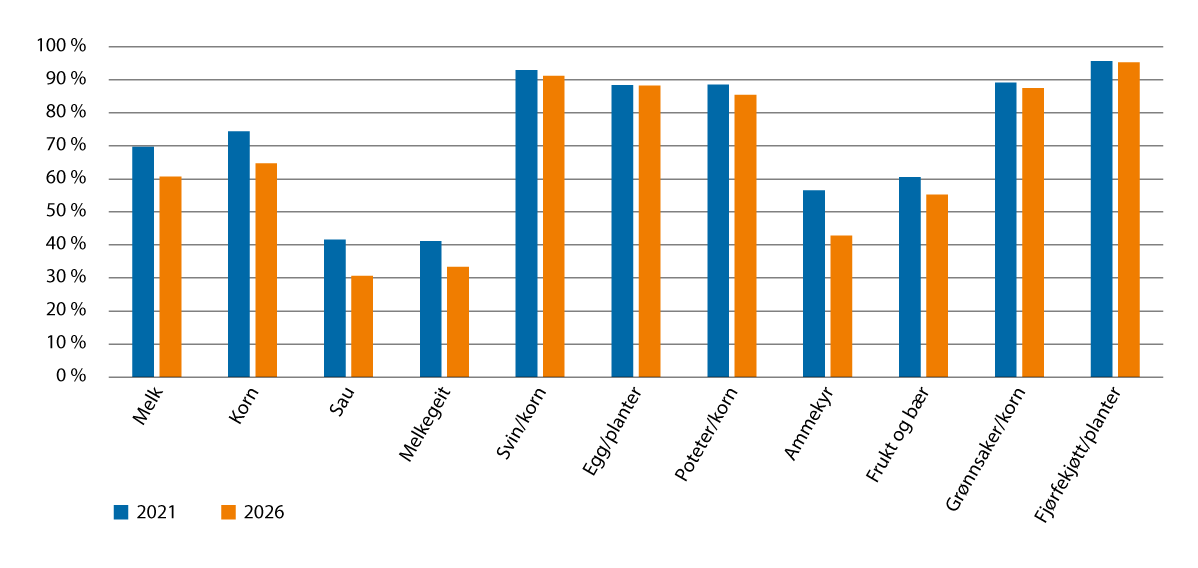 100 %
90 %
80 %
70 %
60 %
50 %
40 %
30 %
20 %
10 %
0 %
Melk
Korn
Sau
Melkegeit
Svin/korn
Egg/planter
Poteter/korn
Ammekyr
Frukt og bær
Grønnsaker/korn
Fjørfekjøtt/planter
2021
2026